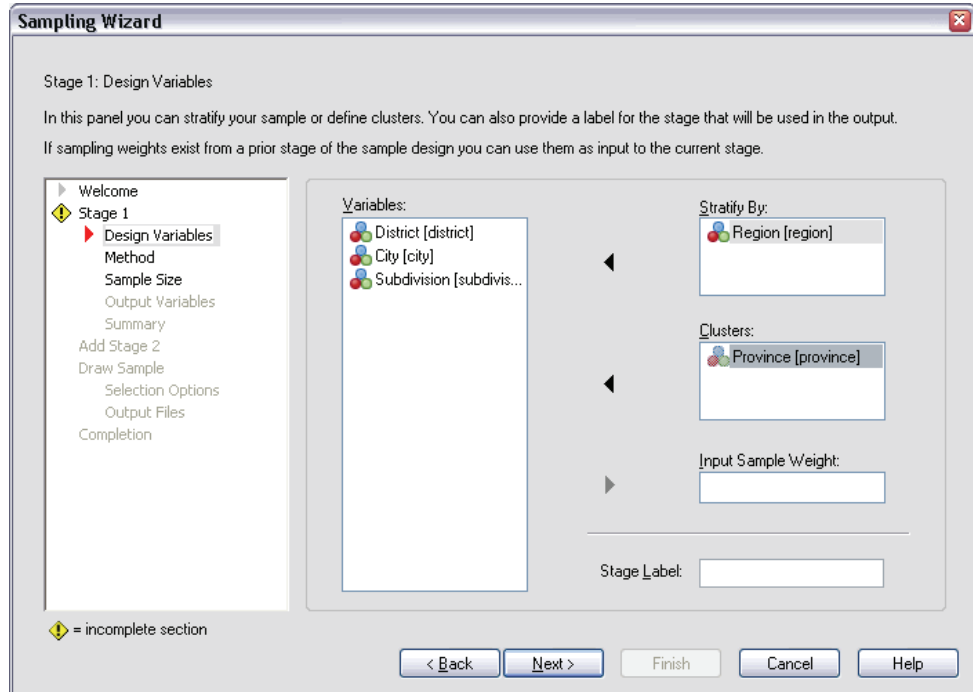 Sampling Wizard
Stage 1: Design Variables
In this panel you can stratify your sample or define clusters. You can also provide a label for the stage that will be used in the output.
If sampling weights exist from a prior stage of the sample design you can use them as input to the current stage.
Welcome
Stage 1
Design Variables
Method
Sample Size
Output Variables
Summary
Add Stage 2
Draw Sample
Selection Options
Output Files
Completion
! = incomplete section
Variables:
District [district]
City [city]
Subdivision [subdivis...
Stratify By:
Region [region]
Clusters:
Province [province]
Input Sample Weight:
Stage Label:
< Back
Next >
Finish
Cancel
Help